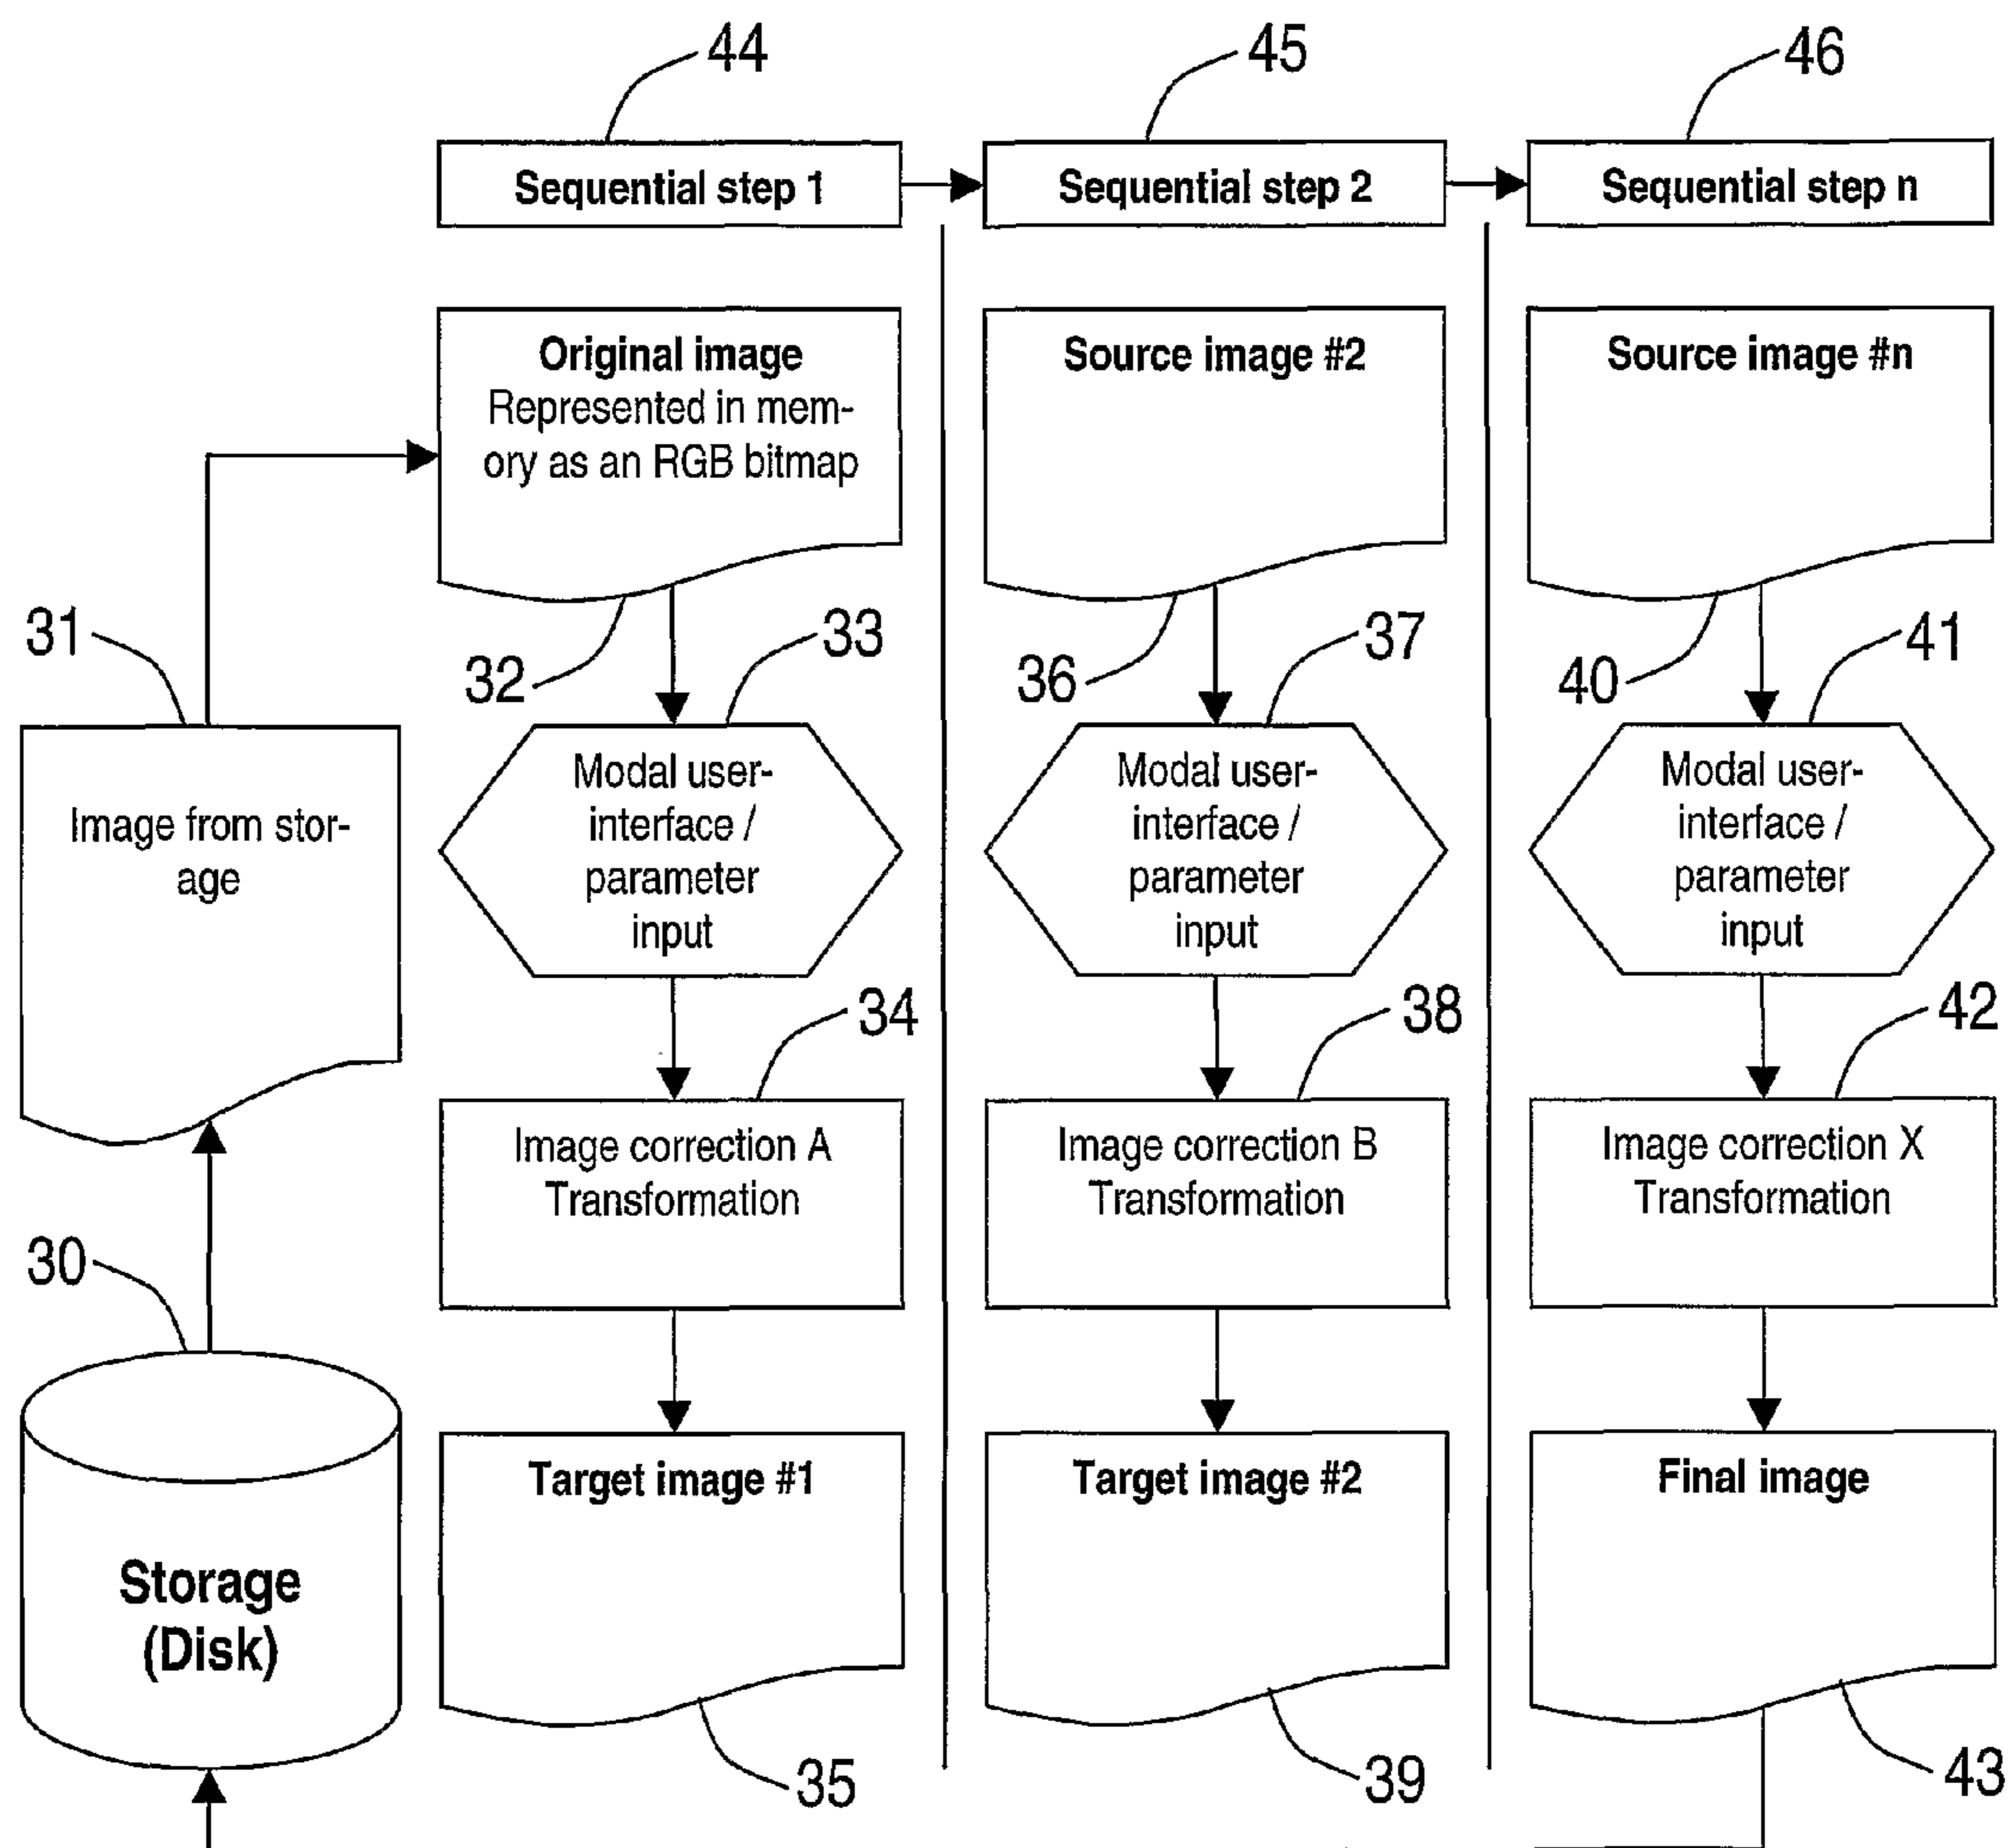 44
45
46
Sequential step 1
Sequential step 2
Sequential step n
Original image
Represented in mem-
ory as an RGB bitmap
Source image #2
Source image #n
31
32
33
36
37
40
41
Image from stor-
age
Modal user-
interface /
parameter
input
Modal user-
interface /
parameter
input
Modal user-
interface /
parameter
input
34
38
42
Image correction A
Transformation
Image correction B
Transformation
Image correction X
Transformation
30
Storage
(Disk)
Target image #1
Target image #2
Final image
35
39
43